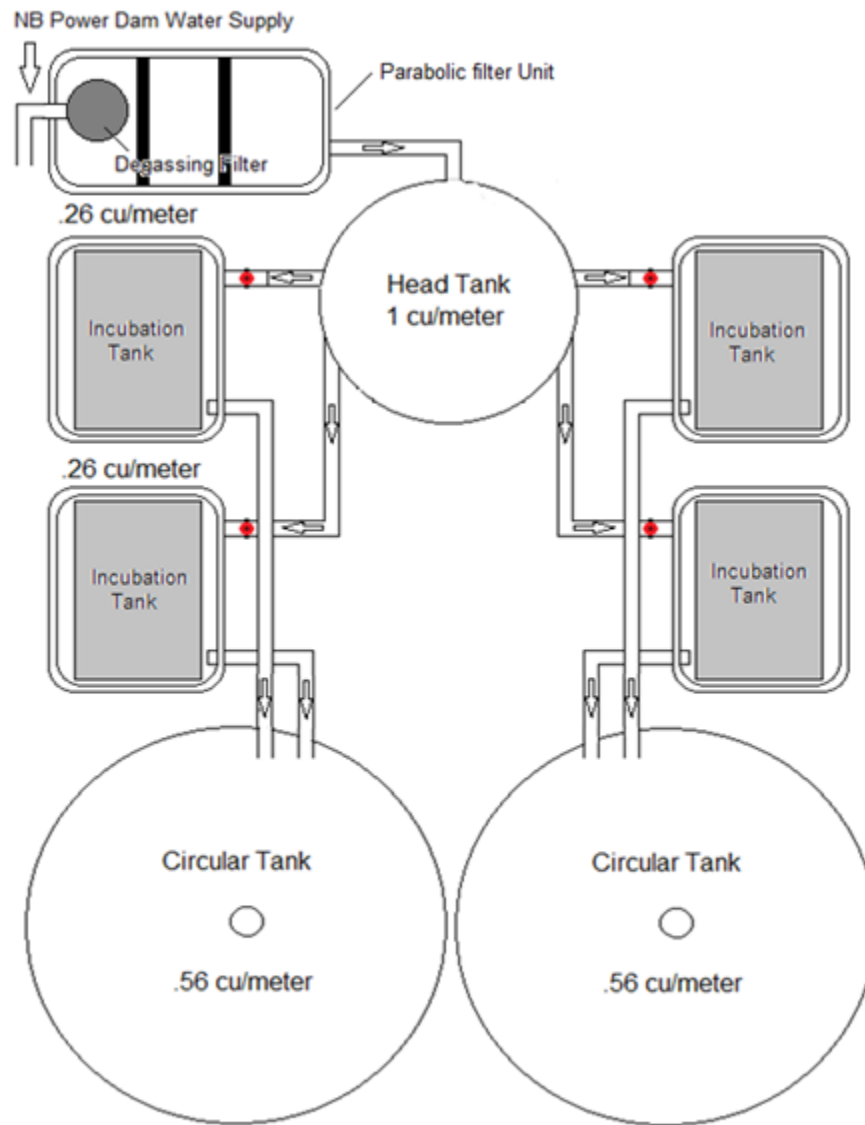 NB Power Dam Water Supply
Parabolic filter Unit
Degassing Filter
.26 cu/meter
Head Tank
1 cu/meter
Incubation
Tank
Incubation
Tank
.26 cu/meter
Incubation
Tank
Incubation
Tank
Circular Tank
.56 cu/meter
Circular Tank
.56 cu/meter